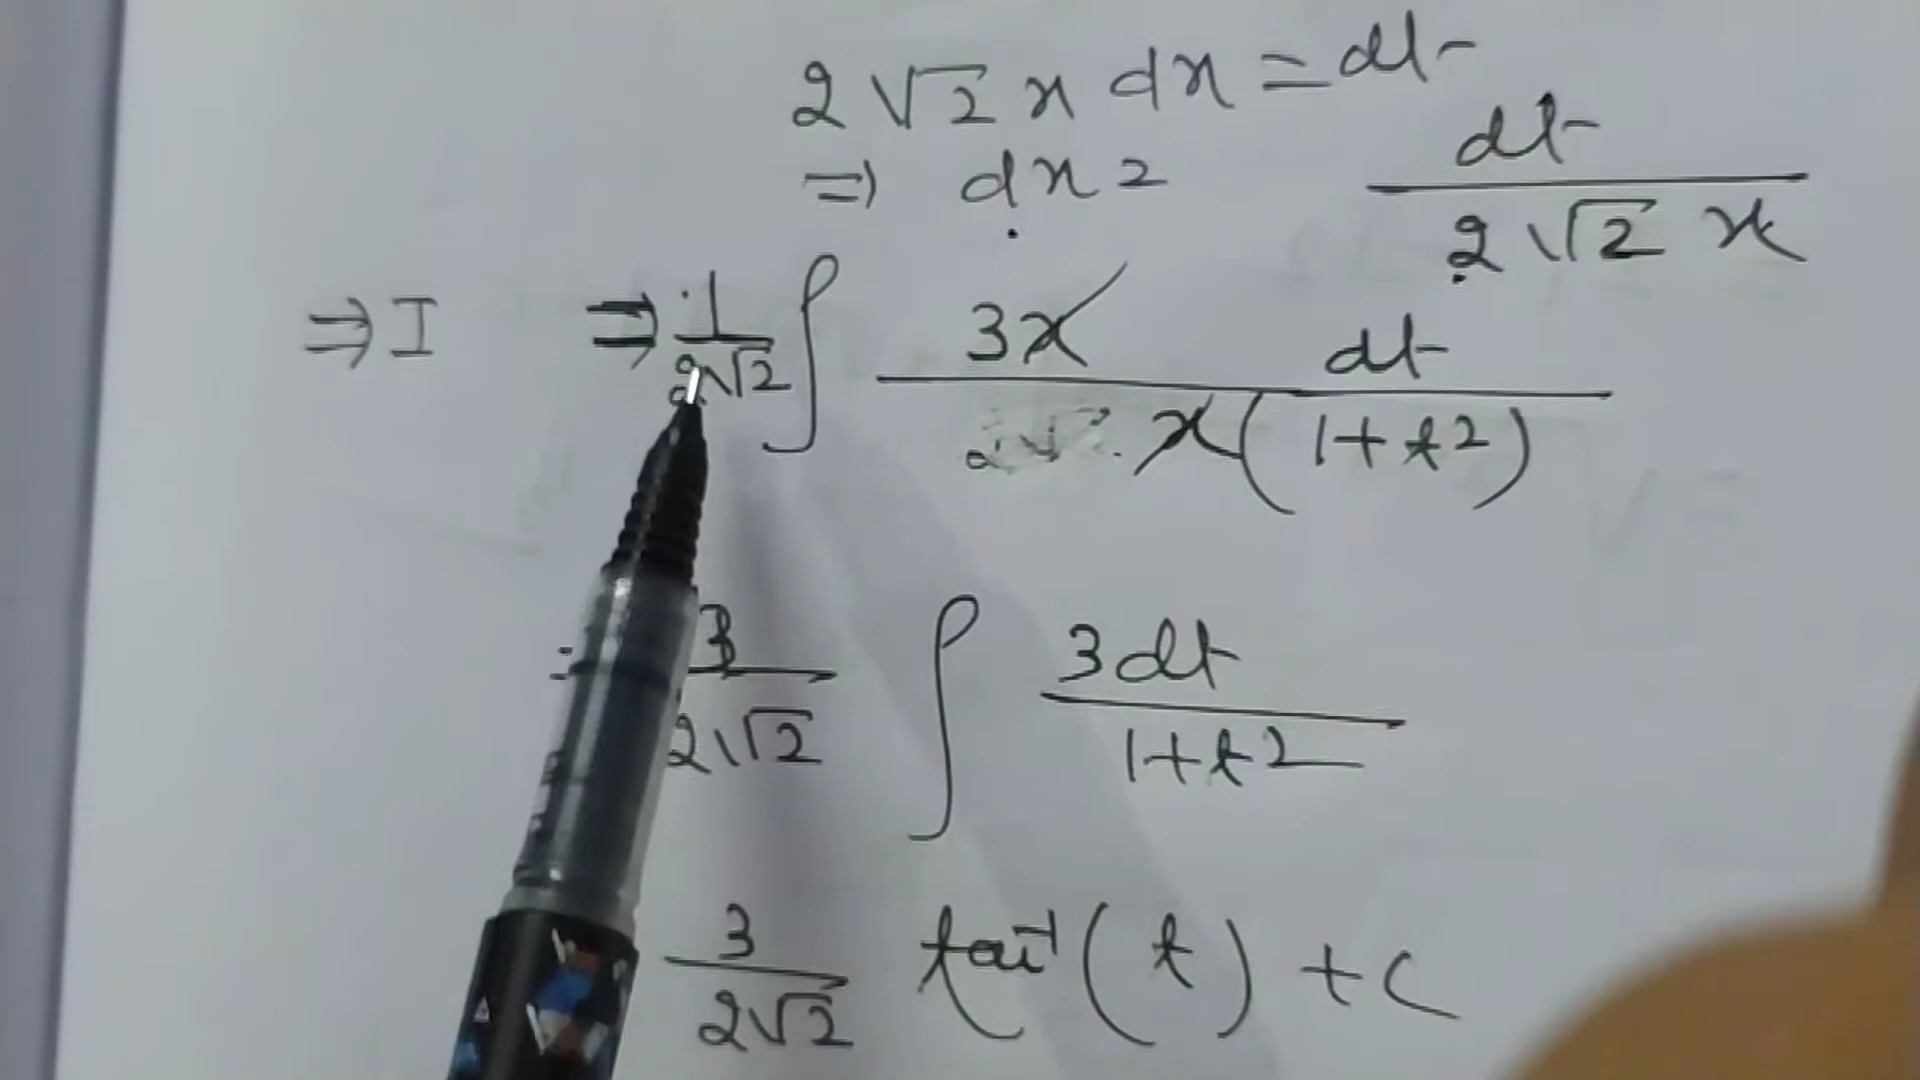 2√2 x dx = dt
⇒ dx = dt / 2√2 x
⇒ I ⇒ 1/2√2 ∫ 3x dt / x(1+t2)
3/2√2 ∫ 3dt / 1+t2
3/2√2 tan⁻¹(t) + c